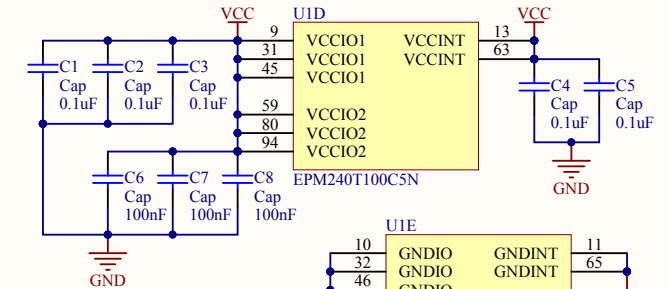 VCC
U1D
VCC
9 VCCIO1 VCCINT 13
31 VCCIO1 VCCINT 63
45 VCCIO1
59 VCCIO2
80 VCCIO2
94 VCCIO2
EPM240T100C5N
C1
Cap
0.1uF
C2
Cap
0.1uF
C3
Cap
0.1uF
C4
Cap
0.1uF
C5
Cap
0.1uF
GND
C6
Cap
100nF
C7
Cap
100nF
C8
Cap
100nF
GND
U1E
10 GNDIO GNDINT 11
32 GNDIO GNDINT 65
46 GNDIO